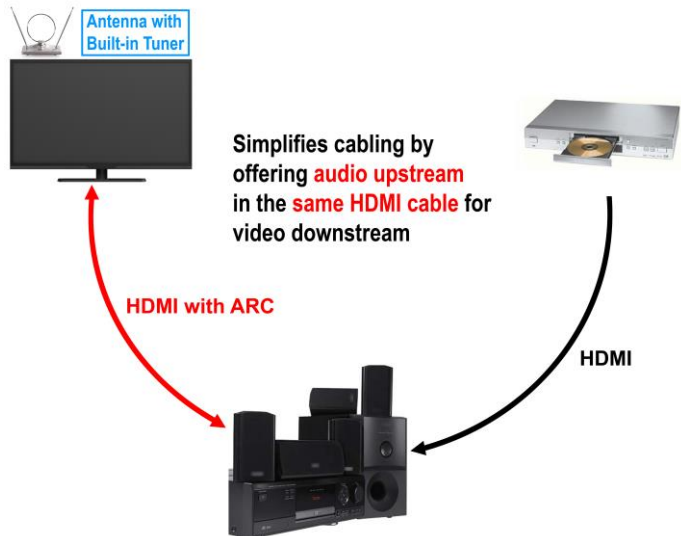 Antenna with
Built-in Tuner
Simplifies cabling by
offering audio upstream
in the same HDMI cable for
video downstream
HDMI with ARC
HDMI